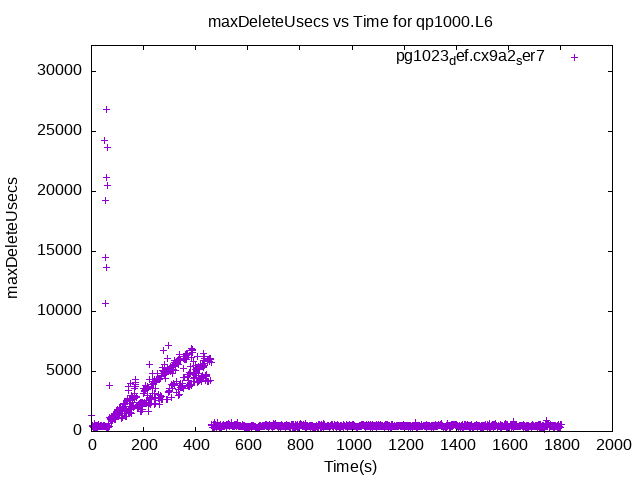 maxDeleteUsecs vs Time for qp1000.L6
pg1023def.cx9a2ser7
30000
25000
20000
15000
10000
5000
0
maxDeleteUsecs
0 200 400 600 800 1000 1200 1400 1600 1800 2000
Time(s)